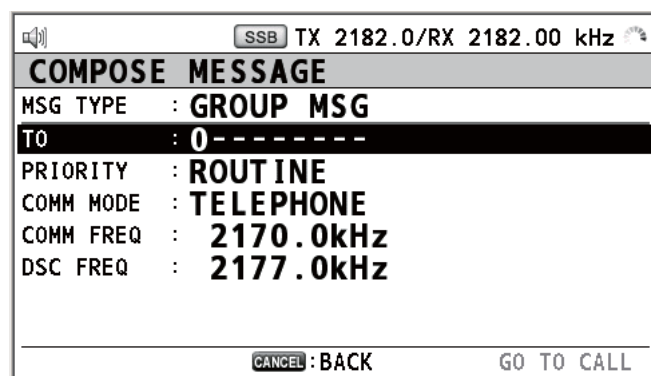 SSB TX 2182.0/RX 2182.00 kHz
COMPOSE MESSAGE
MSG TYPE : GROUP MSG
TO : 0--------
PRIORITY : ROUTINE
COMM MODE : TELEPHONE
COMM FREQ : 2170.0kHz
DSC FREQ : 2177.0kHz
CANCEL : BACK GO TO CALL